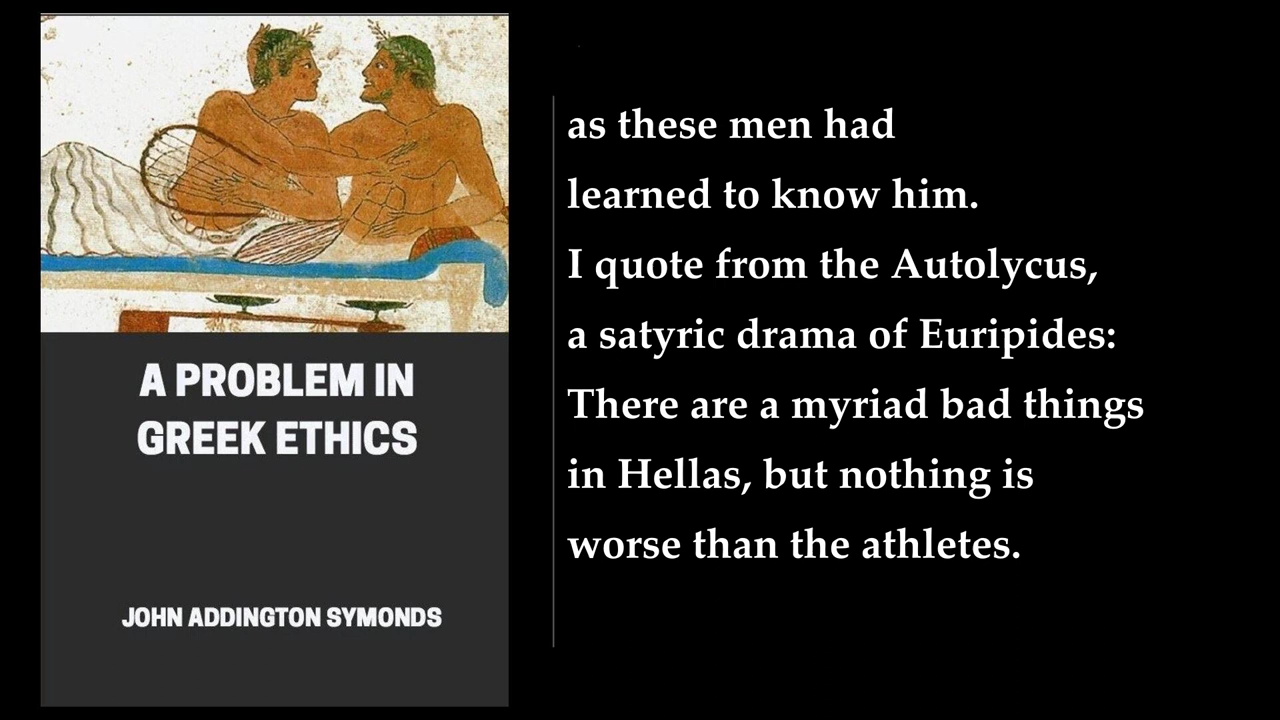 A PROBLEM IN
GREEK ETHICS
JOHN ADDINGTON SYMONDS
as these men had
learned to know him.
I quote from the Autolycus,
a satyric drama of Euripides:
There are a myriad bad things
in Hellas, but nothing is
worse than the athletes.